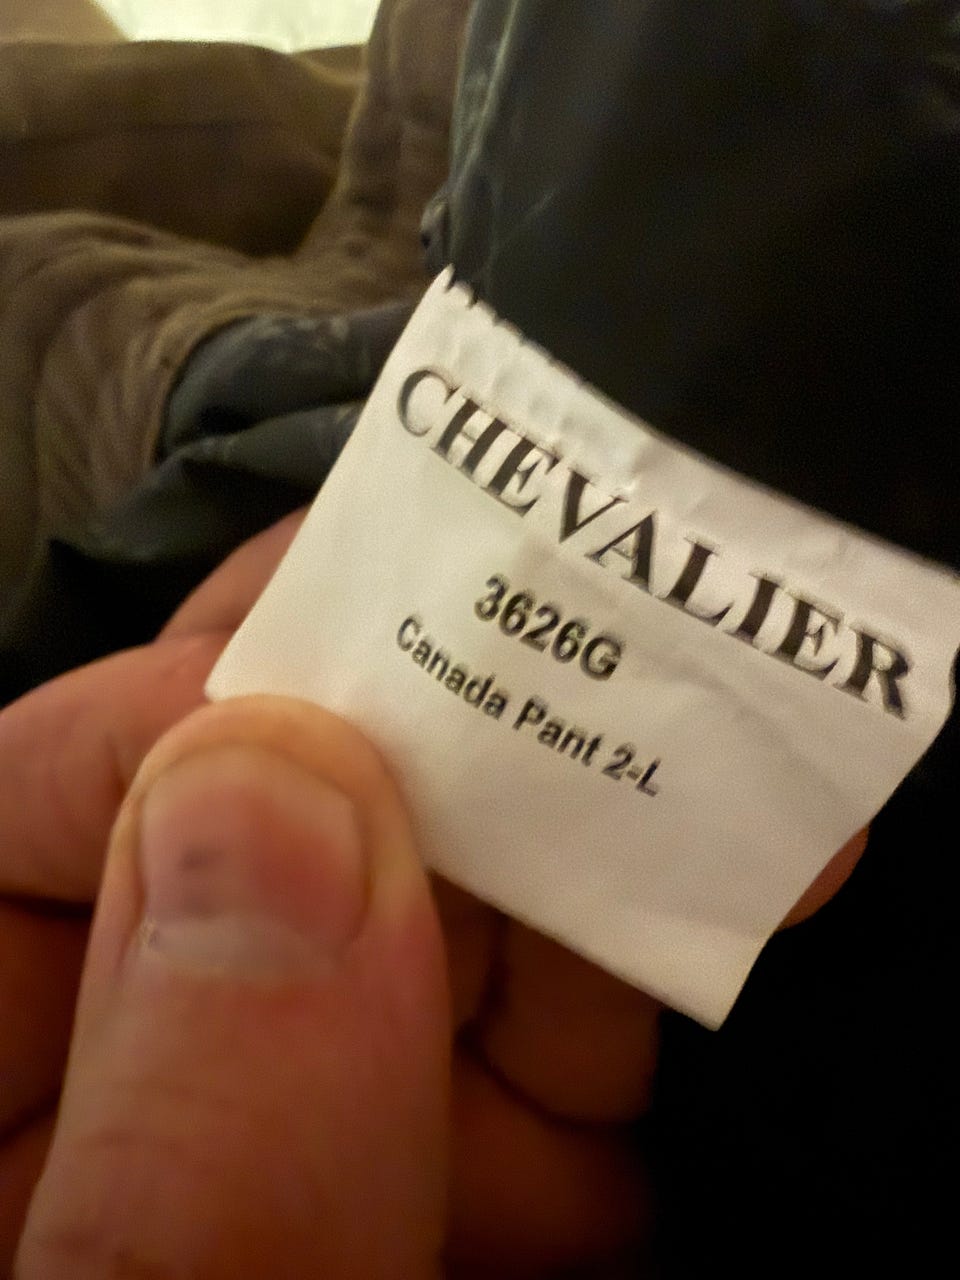 CHEVALIER
3626G
Canada Pant 2-L